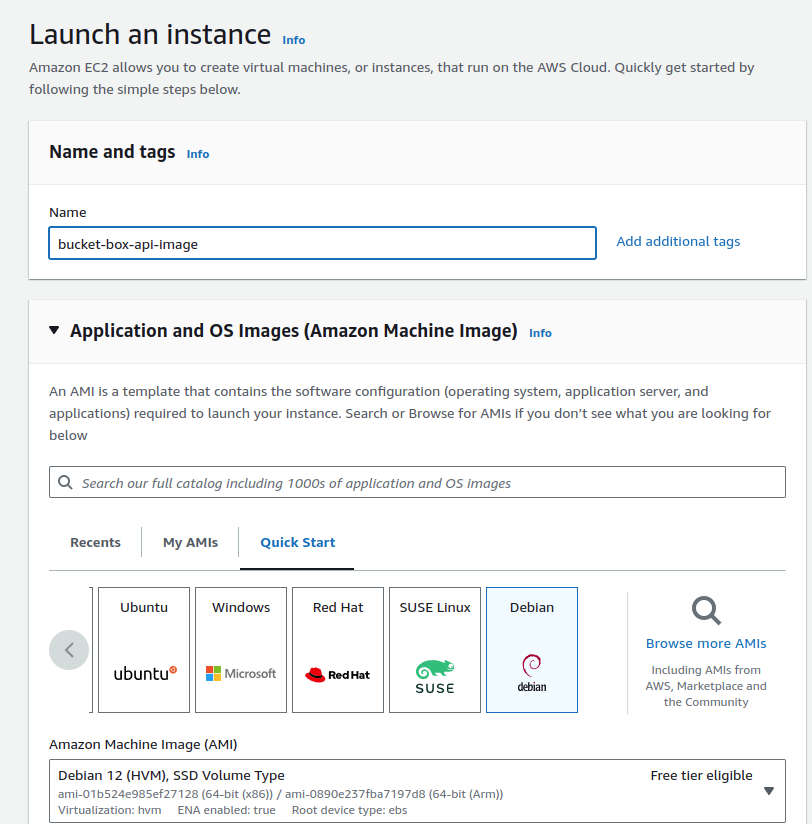 Launch an instance Info
Amazon EC2 allows you to create virtual machines, or instances, that run on the AWS Cloud. Quickly get started by
following the simple steps below.
Name and tags Info
Name
bucket-box-api-image
Add additional tags
Application and OS Images (Amazon Machine Image) Info
An AMI is a template that contains the software configuration (operating system, application server, and
applications) required to launch your instance. Search or Browse for AMIs if you don’t see what you are looking for
below
Search our full catalog including 1000s of application and OS images
Recents
My AMIs
Quick Start
Ubuntu
ubuntu
Windows
Microsoft
Red Hat
Red Hat
SUSE Linux
SUSE
Debian
debian
Browse more AMIs
Including AMIs from
AWS, Marketplace and
the Community
Amazon Machine Image (AMI)
Debian 12 (HVM), SSD Volume Type
Free tier eligible
ami-01b524e985ef27128 (64-bit (x86)) / ami-0890e237fba7197d8 (64-bit (Arm))
Virtualization: hvm ENA enabled: true Root device type: ebs